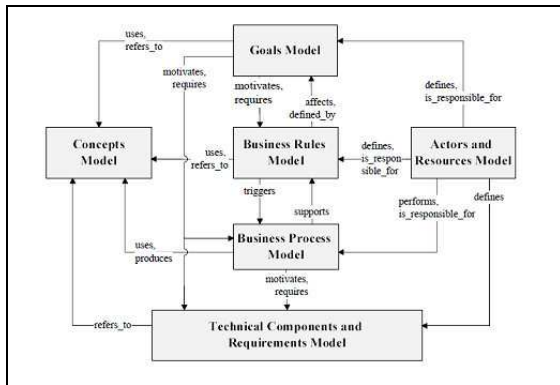 uses,
refers_to
Goals Model
motivates,
requires
motivates,
requires
affects,
defined_by
defines,
is_responsible_for
Concepts
Model
uses,
refers_to
Business Rules
Model
defines,
is_respon
sible_for
Actors and
Resources Model
triggers
supports
performs,
is_responsible_for
defines
uses,
produces
Business Process
Model
motivates,
requires
refers_to
Technical Components and
Requirements Model